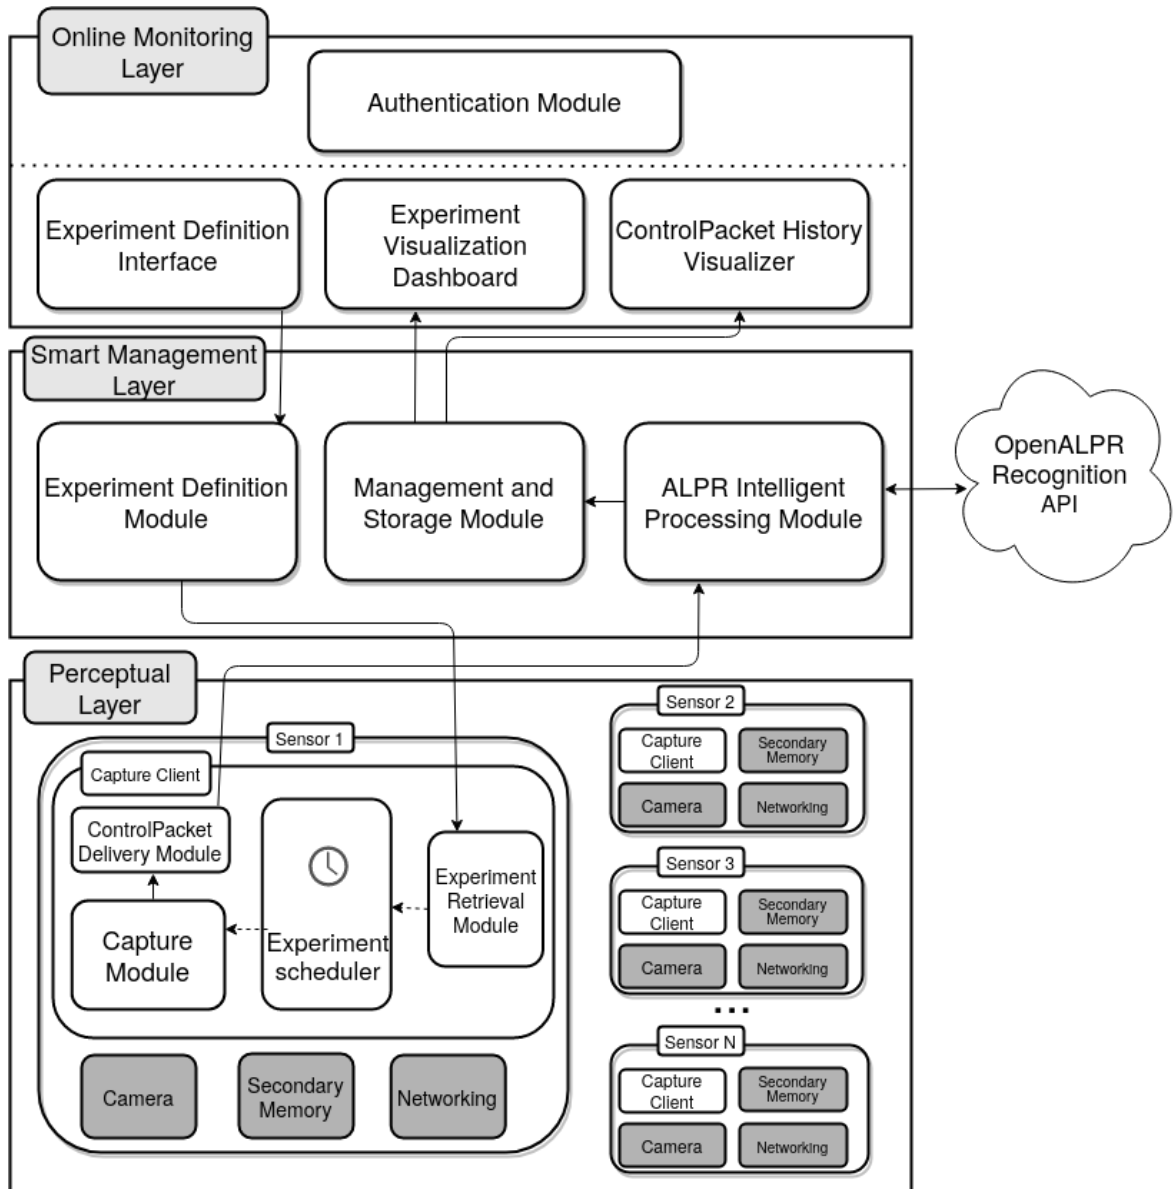 Online Monitoring
Layer
Authentication Module
Experiment Definition
Interface
Experiment
Visualization
Dashboard
ControlPacket History
Visualizer
Smart Management
Layer
Experiment Definition
Module
Management and
Storage Module
ALPR Intelligent
Processing Module
OpenALPR
Recognition
API
Perceptual
Layer
Sensor 1
Capture Client
ControlPacket
Delivery Module
Capture
Module
Experiment
scheduler
Experiment
Retrieval
Module
Camera
Secondary
Memory
Networking
Sensor 2
Capture
Client
Secondary
Memory
Camera
Networking
Sensor 3
Capture
Client
Secondary
Memory
Camera
Networking
...
Sensor N
Capture
Client
Secondary
Memory
Camera
Networking